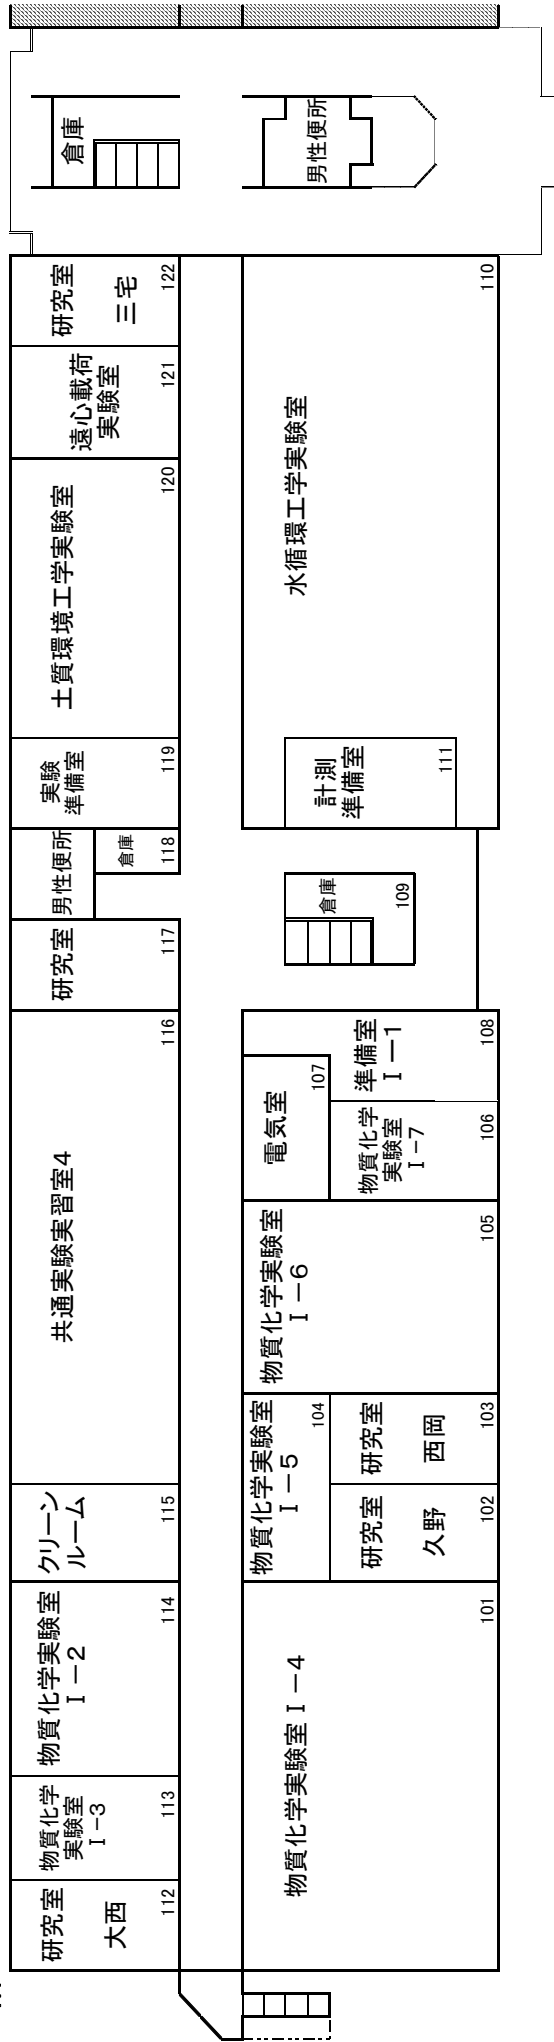 研究室
大西
112
物質化学
実験室
Ⅰ－3
113
物質化学実験室
Ⅰ－2
114
クリーン
ルーム
115
共通実験実習室4
116
研究室
117
男性便所
倉庫
118
実験
準備室
119
土質環境工学実験室
120
遠心載荷
実験室
121
研究室
三宅
122
倉庫
男性便所
物質化学実験室Ⅰ－4
101
物質化学実験室
Ⅰ－5
104
研究室
久野
102
研究室
西岡
103
物質化学実験室
Ⅰ－6
105
電気室
107
物質化学
実験室
Ⅰ－7
106
準備室
Ⅰ－1
108
倉庫
109
計測
準備室
111
水循環工学実験室
110